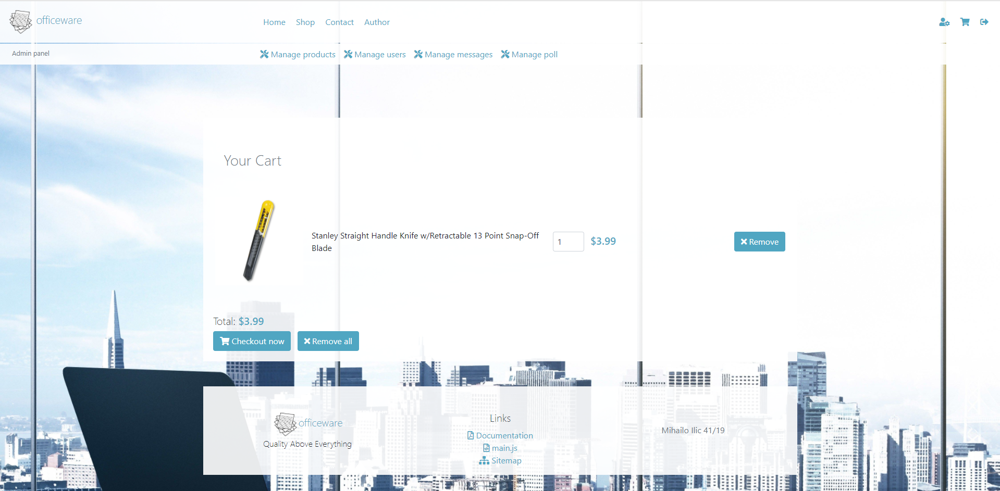 officeware
Home Shop Contact Author
Admin panel
Manage products Manage users Manage messages Manage poll
Your Cart
Stanley Straight Handle Knife w/Retractable 13 Point Snap-Off
Blade
1
$3.99
Remove
Total: $3.99
Checkout now
Remove all
officeware
Quality Above Everything
Links
Documentation
main.js
Sitemap
Mihailo Ilic 41/19